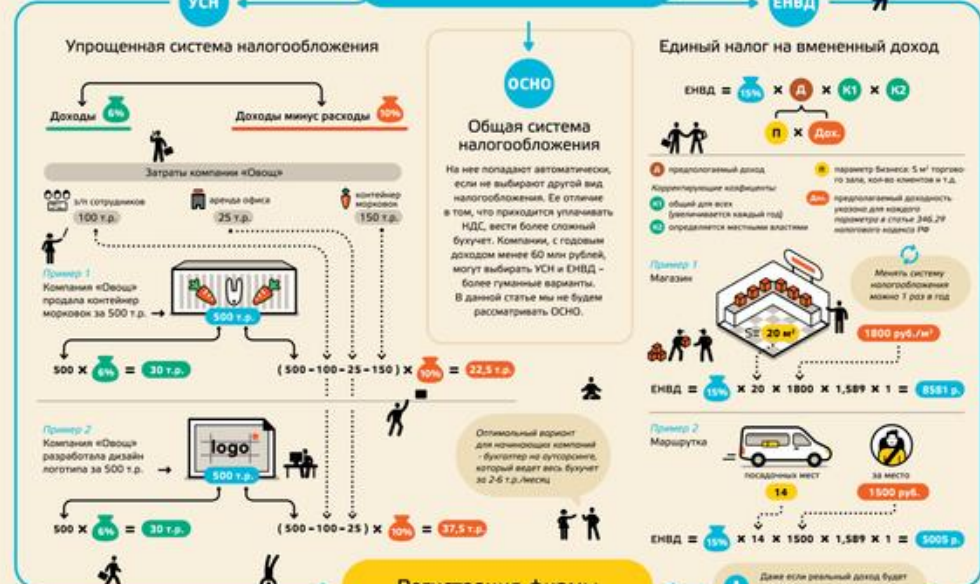 УСН
ЕНВД
Упрощенная система налогообложения
Доходы 6%
Доходы минус расходы 10%
Затраты компании «Овощ»
з/п сотрудников
100 т.р.
аренда офиса
25 т.р.
контейнер
морковок
150 т.р.
Пример 1
Компания «Овощ»
продала контейнер
морковок за 500 т.р.
500 т.р.
500 × 6% = 30 т.р.
(500-100-25-150) × 10% = 22,5 т.р.
Пример 2
Компания «Овощ»
разработала дизайн
логотипа за 500 т.р.
logo
500 т.р.
500 × 6% = 30 т.р.
(500-100-25) × 10% = 37,5 т.р.
ОСНО
Общая система
налогообложения
На нее попадают автоматически,
если не выбирают другой вид
налогообложения. Ее отличие
в том, что приходится уплачивать
НДС, вести более сложный
бухучет. Компании, с годовым
доходом менее 60 млн рублей,
могут выбирать УСН и ЕНВД –
более гуманные варианты.
В данной статье мы не будем
рассматривать ОСНО.
Оптимальный вариант
для начинающих компаний
- бухгалтер на аутсорсинге,
который ведет весь бухучет
за 2-6 т.р./месяц
Единый налог на вмененный доход
ЕНВД = 15% × Д × К1 × К2
П × Дох.
Д предполагаемый доход
Корректирующие коэфициенты:
К1 общий для всех
(увеличивается каждый год)
К2 определяется местными властями
П параметр бизнеса: 5 м² торгово-
го зала, кол-во клиентов и т.д.
Дох. предполагаемый доходность
указана для каждого
параметра в статье 346.29
налогового кодекса РФ
Пример 1
Магазин
S= 20 м²
Менять систему
налогообложения
можно 1 раз в год
1800 руб./м²
ЕНВД = 15% × 20 × 1800 × 1,589 × 1 = 8581 р.
Пример 2
Маршрутка
посадочных мест
14
за место
1500 руб.
ЕНВД = 15% × 14 × 1500 × 1,589 × 1 = 5005 р.
Регистрация фирмы
Даже если реальный доход будет